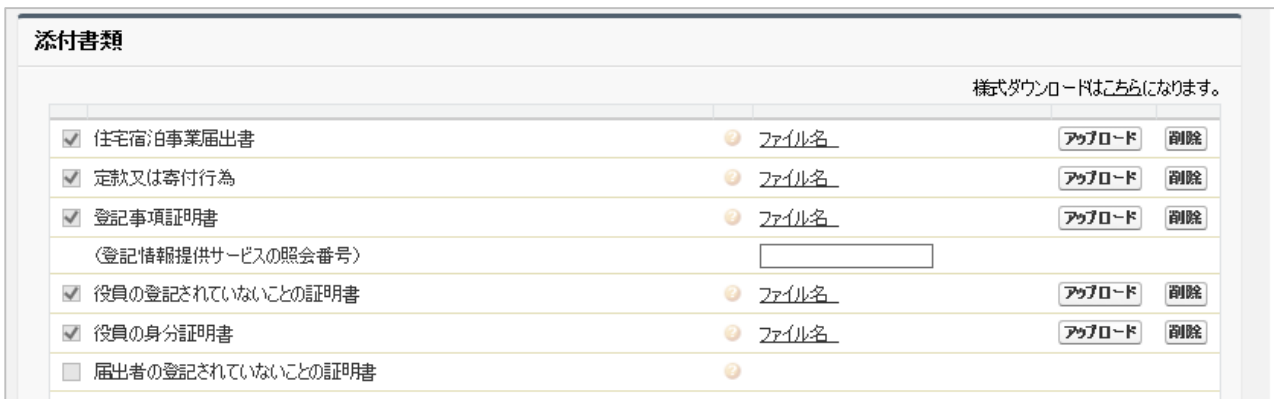 添付書類
様式ダウンロードはこちらになります。
住宅宿泊事業届出書 ? ファイル名 アップロード 削除
定款又は寄付行為 ? ファイル名 アップロード 削除
登記事項証明書 ? ファイル名 アップロード 削除
(登記情報提供サービスの照会番号)
役員の登記されていないことの証明書 ? ファイル名 アップロード 削除
役員の身分証明書 ? ファイル名 アップロード 削除
届出者の登記されていないことの証明書 ?